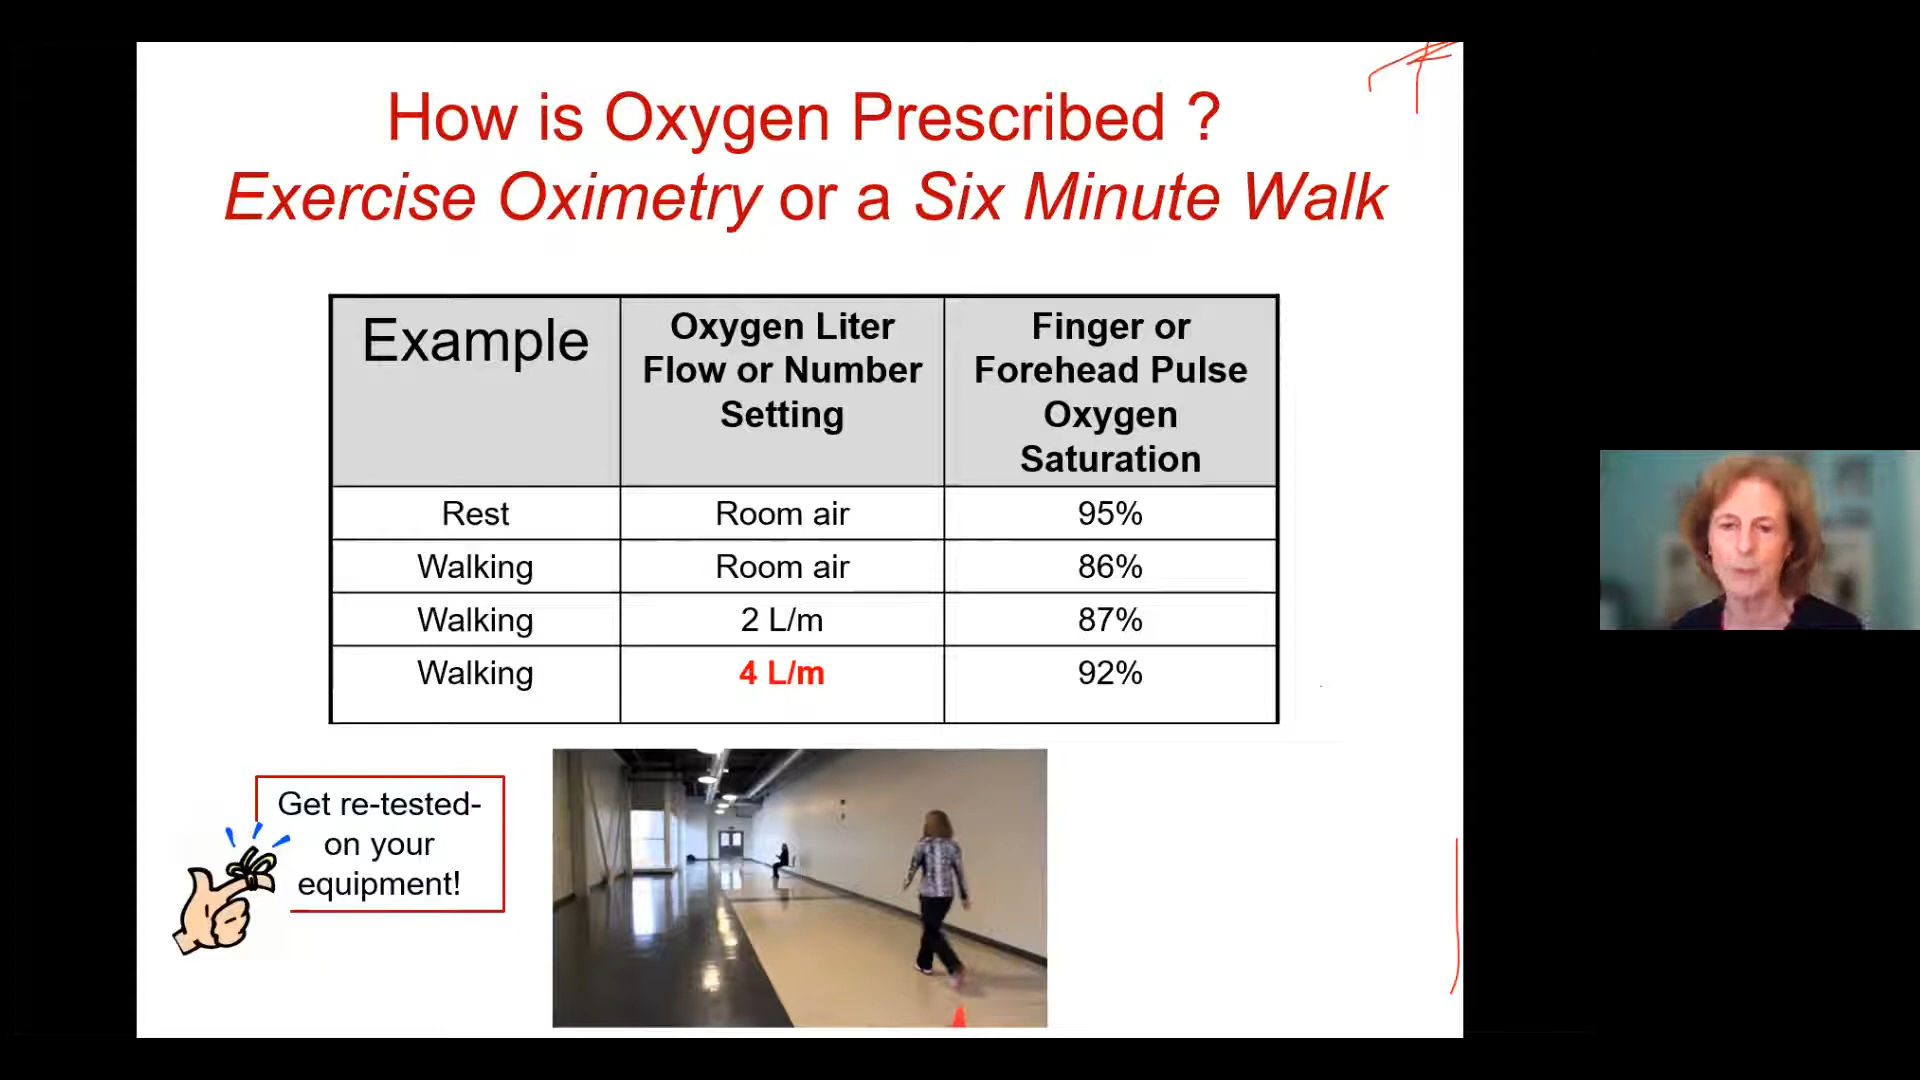 How is Oxygen Prescribed ?
Exercise Oximetry or a Six Minute Walk
Example
Oxygen Liter
Flow or Number
Setting
Finger or
Forehead Pulse
Oxygen
Saturation
Rest Room air 95%
Walking Room air 86%
Walking 2 L/m 87%
Walking 4 L/m 92%
Get re-tested-
on your
equipment!